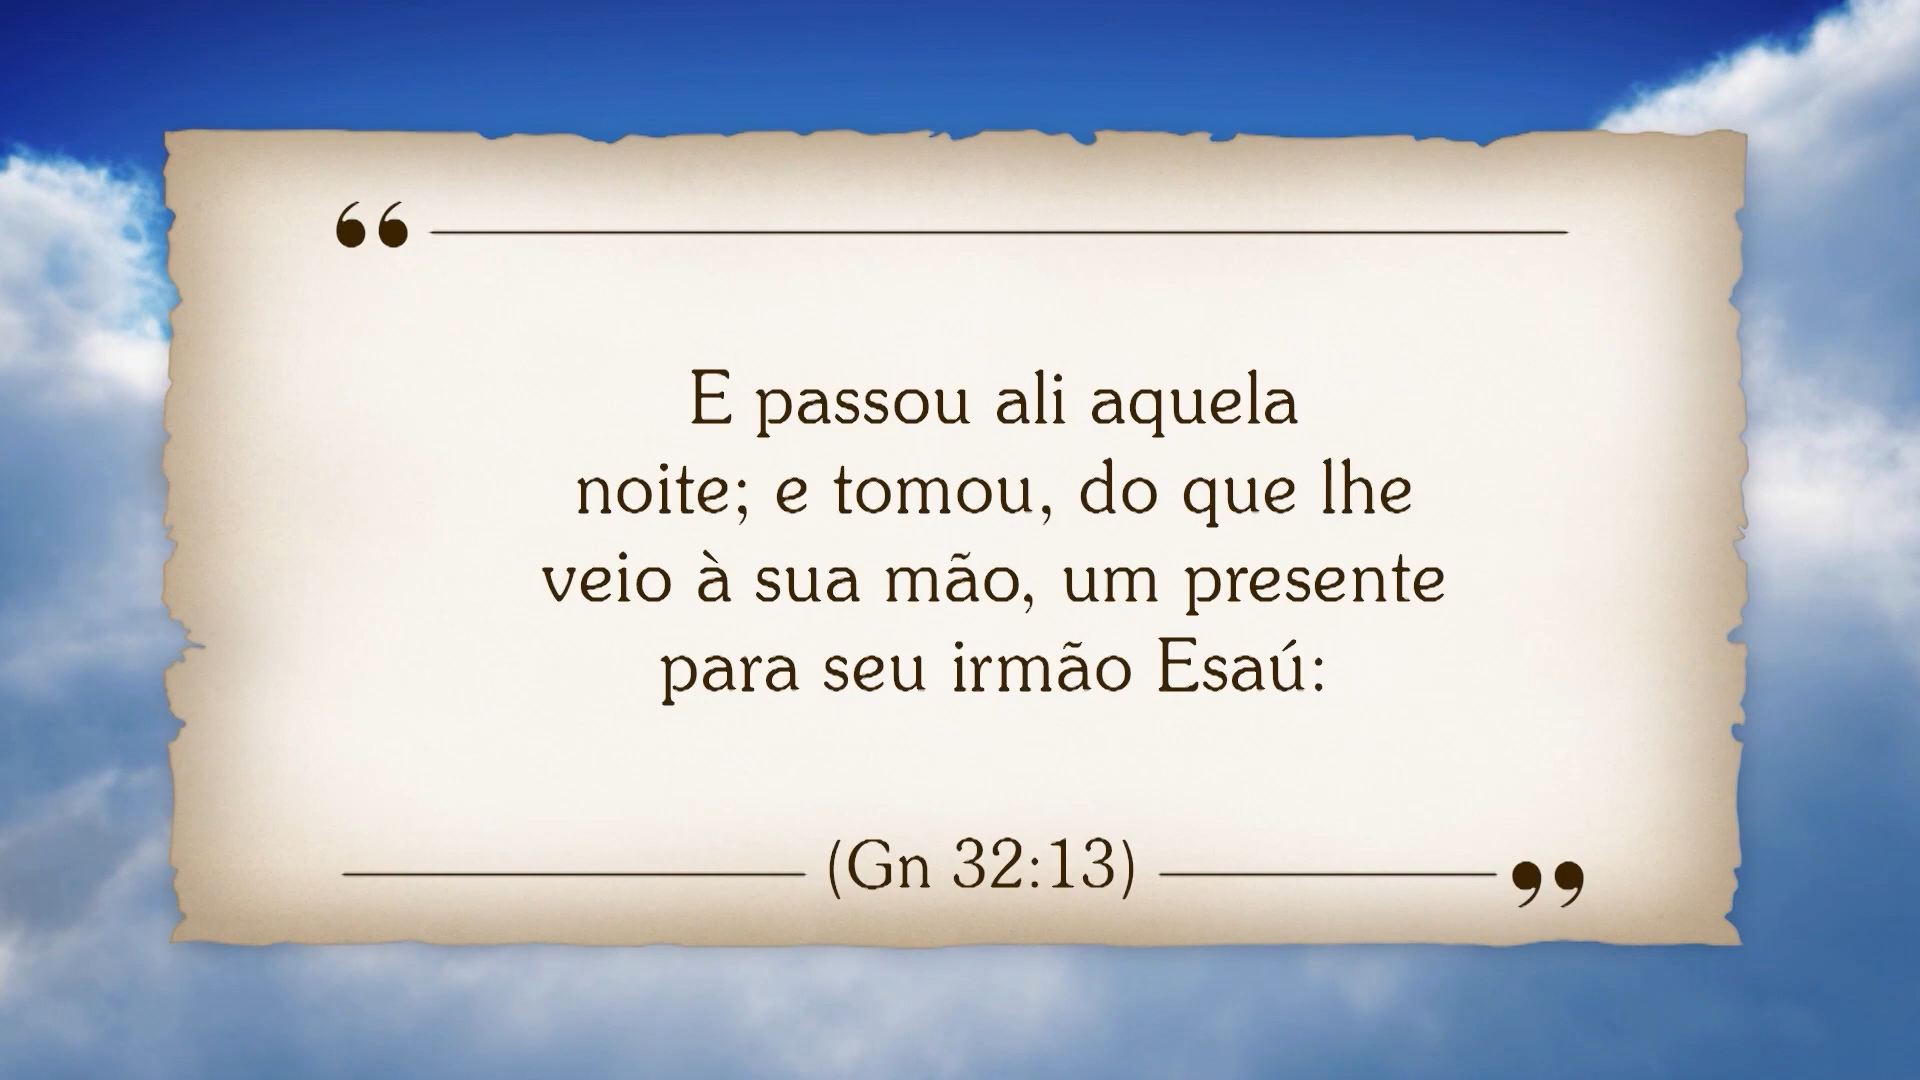 “
E passou ali aquela
noite; e tomou, do que lhe
veio à sua mão, um presente
para seu irmão Esaú:
(Gn 32:13)
”